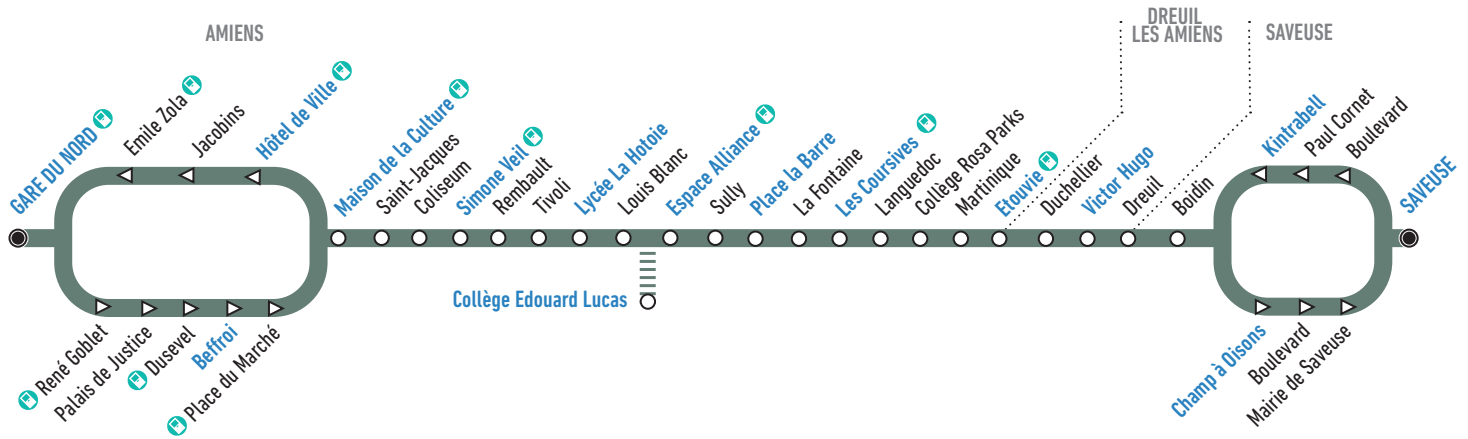 AMIENS
DREUIL
LES AMIENS
SAVEUSE
GARE DU NORD
Emile Zola
Jacobins
Hôtel de Ville
Maison de la Culture
Saint-Jacques
Coliseum
Simone Veil
Rembault
Tivoli
Lycée La Hotoie
Louis Blanc
Espace Alliance
Sully
Place la Barre
La Fontaine
Les Coursives
Languedoc
Collège Rosa Parks
Martinique
Etouvie
Duchellier
Victor Hugo
Dreuil
Boidin
Kintrabell
Paul Cornet
Boulevard
SAVEUSE
Collège Edouard Lucas
René Goblet
Palais de Justice
Dusevel
Beffroi
Place du Marché
Champ à Oisons
Boulevard
Mairie de Saveuse